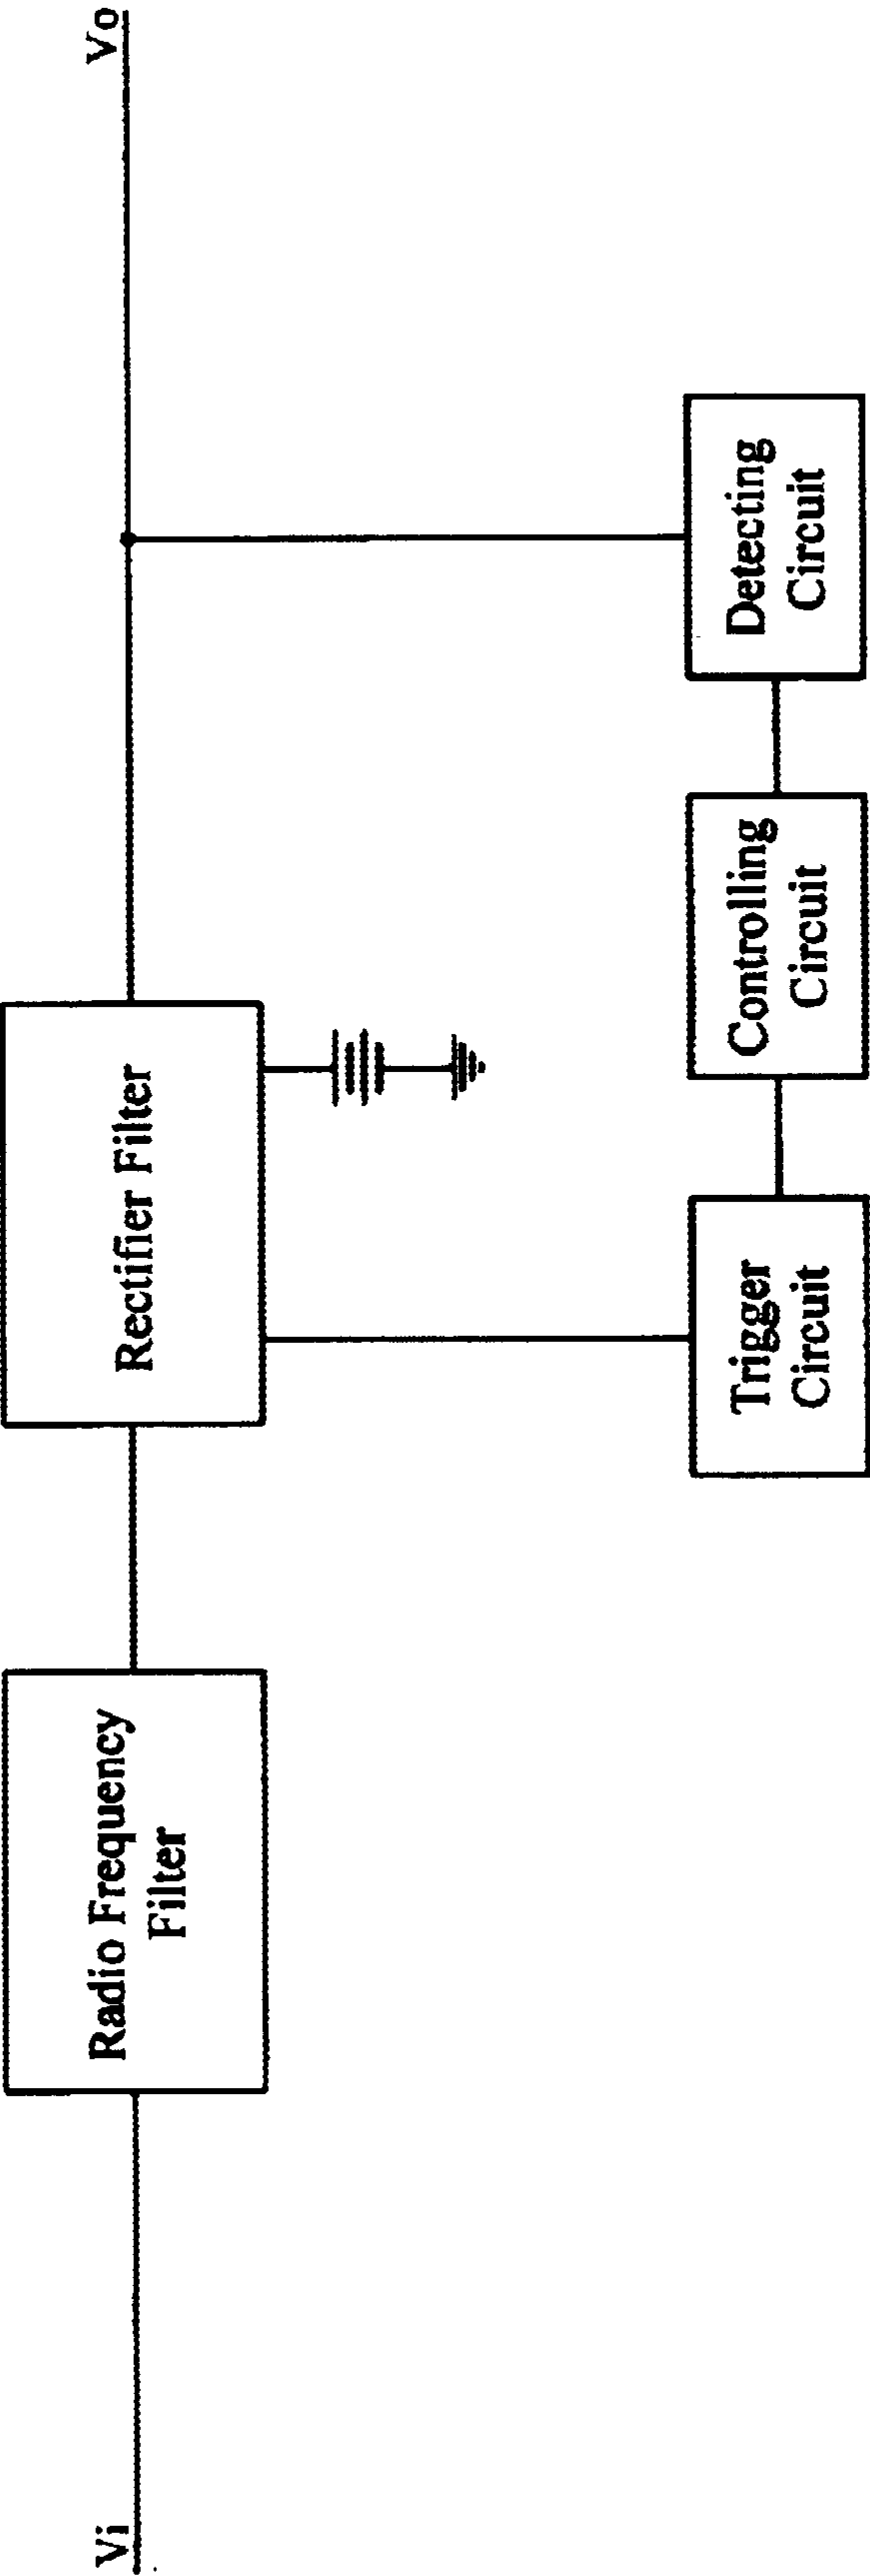 Vi
Radio Frequency
Filter
Rectifier Filter
Vo
Trigger
Circuit
Controlling
Circuit
Detecting
Circuit